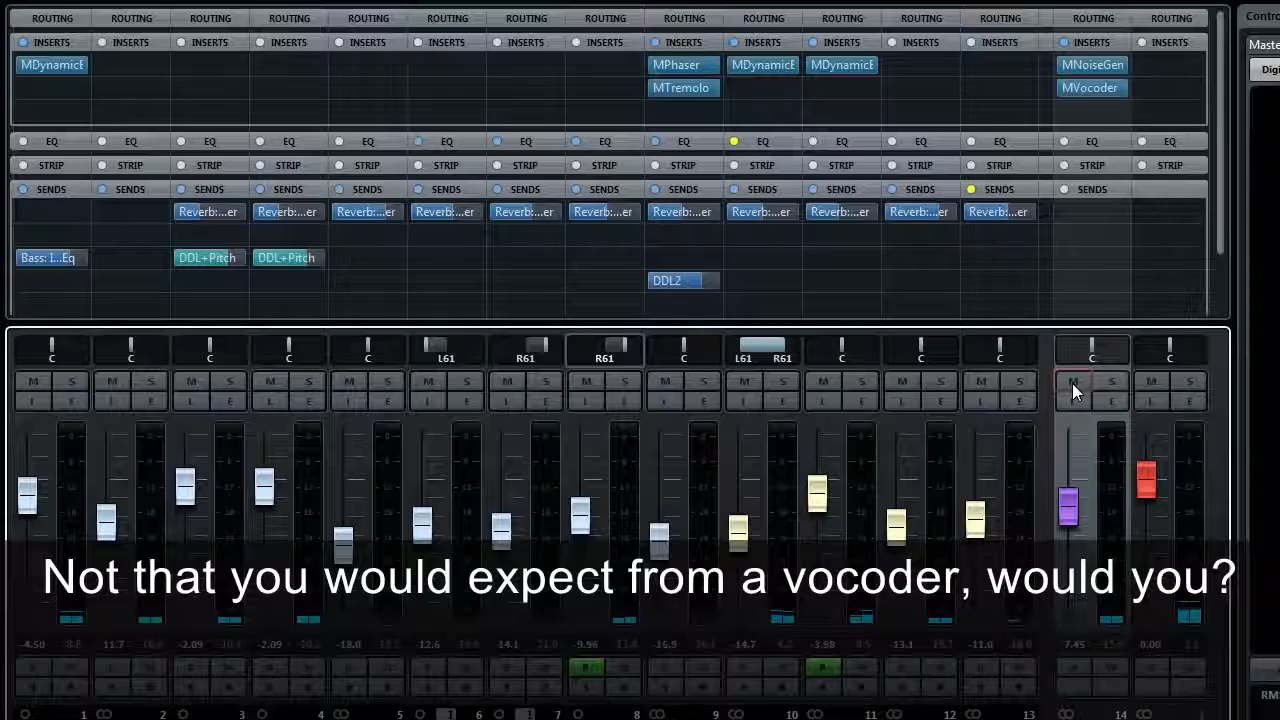 ROUTING ROUTING ROUTING ROUTING ROUTING ROUTING ROUTING ROUTING ROUTING ROUTING ROUTING ROUTING ROUTING ROUTING ROUTING
Contro
INSERTS INSERTS INSERTS INSERTS INSERTS INSERTS INSERTS INSERTS INSERTS INSERTS INSERTS INSERTS INSERTS INSERTS INSERTS
Maste
MDynamicE MPhaser MDynamicE MDynamicE MNoiseGen
Digi
MTremolo MVocoder
EQ EQ EQ EQ EQ EQ EQ EQ EQ EQ EQ EQ EQ EQ EQ
STRIP STRIP STRIP STRIP STRIP STRIP STRIP STRIP STRIP STRIP STRIP STRIP STRIP STRIP STRIP
SENDS SENDS SENDS SENDS SENDS SENDS SENDS SENDS SENDS SENDS SENDS SENDS SENDS SENDS
Reverb:...er Reverb:...er Reverb:...er Reverb:...er Reverb:...er Reverb:...er Reverb:...er Reverb:...er Reverb:...er Reverb:...er Reverb:...er
Bass: I...Eq DDL+Pitch DDL+Pitch
DDL2
C C C C C L61 R61 R61 C L61 R61 C C C C C
M S M S M S M S M S M S M S M S M S M S M S M S M S M S M S
Not that you would expect from a vocoder, would you?
-4.50 11.7 -2.09 -2.09 -18.0 12.6 14.1 -9.96 -16.9 14.7 -3.98 -13.1 -11.0 7.45 0.00
R R
1 2 3 4 5 1 6 1 7 8 9 10 11 12 13 14
RMS